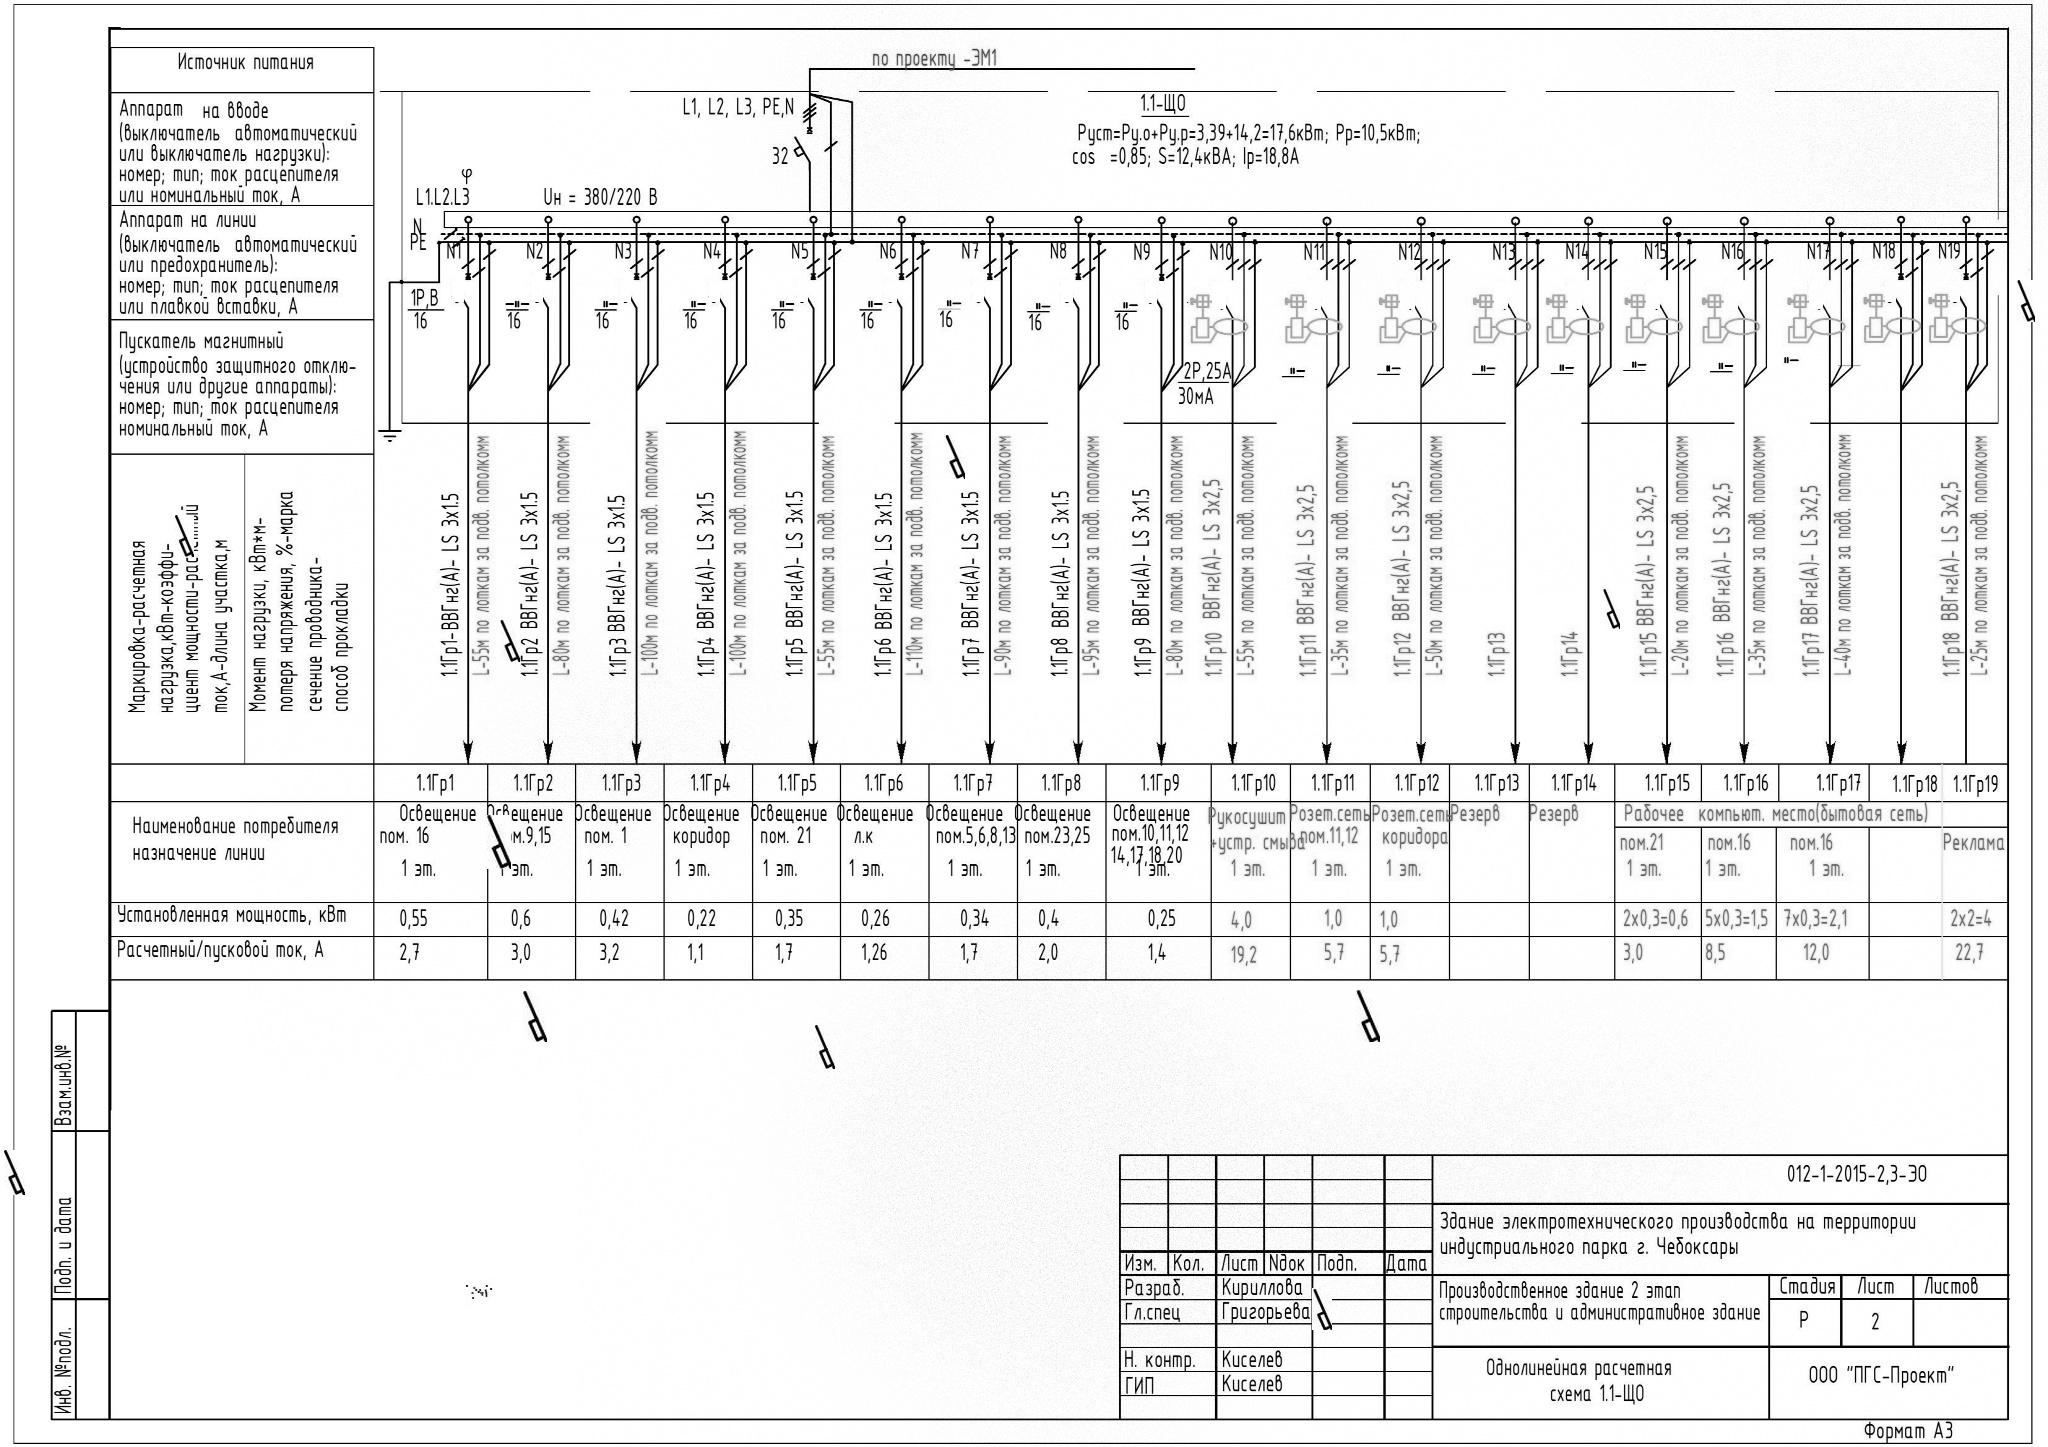 Источник питания
Аппарат на вводе
(выключатель автоматический
или выключатель нагрузки):
номер; тип; ток расцепителя
или номинальный ток, А
Аппарат на линии
(выключатель автоматический
или предохранитель):
номер; тип; ток расцепителя
или плавкой вставки, А
Пускатель магнитный
(устройство защитного отклю-
чения или другие аппараты):
номер; тип; ток расцепителя
номинальный ток, А
Маркировка-расчетная
нагрузка,кВт-коэффи-
циент мощности-расчетный
ток,А-длина участка,м
Момент нагрузки, кВт*м-
потеря напряжения, %-марка
сечение проводника-
способ прокладки
по проекту -ЭМ1
L1, L2, L3, PE,N
32
1.1-ЩО
Руст=Ру.о+Ру.р=3,39+14,2=17,6кВт; Рр=10,5кВт;
cos =0,85; S=12,4кВА; Iр=18,8А
φ
L1.L2.L3
Uн = 380/220 В
N
PE
N1 N2 N3 N4 N5 N6 N7 N8 N9 N10 N11 N12 N13 N14 N15 N16 N17 N18 N19
1Р,В
16
-"-
16
-"-
16
-"-
16
-"-
16
-"-
16
-"-
16
-"-
16
-"-
16
2Р,25А
30мА
-"- -"- -"- -"- -"- -"- -"-
1.1Гр1-ВВГнг(А)- LS 3х1.5
L-55м по лоткам за подв. потолкомм
1.1Гр2 ВВГнг(А)- LS 3х1.5
L-80м по лоткам за подв. потолкомм
1.1Гр3 ВВГнг(А)- LS 3х1.5
L-100м по лоткам за подв. потолкомм
1.1Гр4 ВВГнг(А)- LS 3х1.5
L-100м по лоткам за подв. потолкомм
1.1Гр5 ВВГнг(А)- LS 3х1.5
L-55м по лоткам за подв. потолкомм
1.1Гр6 ВВГнг(А)- LS 3х1.5
L-110м по лоткам за подв. потолкомм
1.1Гр7 ВВГнг(А)- LS 3х1.5
L-90м по лоткам за подв. потолкомм
1.1Гр8 ВВГнг(А)- LS 3х1.5
L-95м по лоткам за подв. потолкомм
1.1Гр9 ВВГнг(А)- LS 3х1.5
L-80м по лоткам за подв. потолкомм
1.1Гр10 ВВГнг(А)- LS 3х2,5
L-55м по лоткам за подв. потолкомм
1.1Гр11 ВВГнг(А)- LS 3х2,5
L-35м по лоткам за подв. потолкомм
1.1Гр12 ВВГнг(А)- LS 3х2,5
L-50м по лоткам за подв. потолкомм
1.1Гр13
1.1Гр14
1.1Гр15 ВВГнг(А)- LS 3х2,5
L-20м по лоткам за подв. потолкомм
1.1Гр16 ВВГнг(А)- LS 3х2,5
L-35м по лоткам за подв. потолкомм
1.1Гр17 ВВГнг(А)- LS 3х2,5
L-40м по лоткам за подв. потолкомм
1.1Гр18 ВВГнг(А)- LS 3х2,5
L-25м по лоткам за подв. потолкомм
1.1Гр1 1.1Гр2 1.1Гр3 1.1Гр4 1.1Гр5 1.1Гр6 1.1Гр7 1.1Гр8 1.1Гр9 1.1Гр10 1.1Гр11 1.1Гр12 1.1Гр13 1.1Гр14 1.1Гр15 1.1Гр16 1.1Гр17 1.1Гр18 1.1Гр19
Наименование потребителя
назначение линии
Освещение
пом. 16
1 эт.
Освещение
пом.9,15
1 эт.
Освещение
пом. 1
1 эт.
Освещение
коридор
1 эт.
Освещение
пом. 21
1 эт.
Освещение
л.к
1 эт.
Освещение
пом.5,6,8,13
1 эт.
Освещение
пом.23,25
1 эт.
Освещение
пом.10,11,12
14,17,18,20
1 эт.
Рукосушит
+устр. смыва
1 эт.
Розет.сеть
пом.11,12
1 эт.
Розет.сеть
коридора
1 эт.
Резерв
Резерв
Рабочее компьют. место(бытовая сеть)
пом.21
1 эт.
пом.16
1 эт.
пом.16
1 эт.
Реклама
Установленная мощность, кВт 0,55 0,6 0,42 0,22 0,35 0,26 0,34 0,4 0,25 4,0 1,0 1,0 2х0,3=0,6 5х0,3=1,5 7х0,3=2,1 2х2=4
Расчетный/пусковой ток, А 2,7 3,0 3,2 1,1 1,7 1,26 1,7 2,0 1,4 19,2 5,7 5,7 3,0 8,5 12,0 22,7
Взам.инв.№
Подп. и дата
Инв. №подл.
012-1-2015-2,3-ЭО
Здание электротехнического производства на территории
индустриального парка г. Чебоксары
Изм. Кол. Лист Nдок Подп. Дата
Разраб. Кириллова
Гл.спец Григорьева
Н. контр. Киселев
ГИП Киселев
Производственное здание 2 этап
строительства и административное здание
Стадия Лист Листов
Р 2
Однолинейная расчетная
схема 1.1-ЩО
ООО "ПГС-Проект"
Формат А3